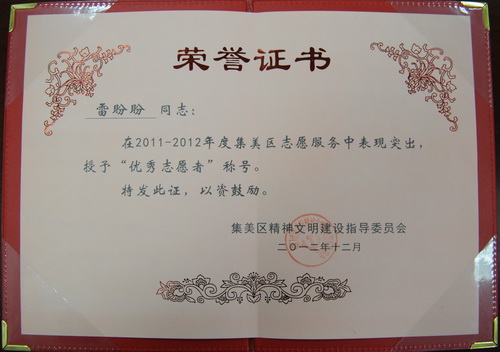 荣誉证书
雷盼盼 同志：
在2011-2012年度集美区志愿服务中表现突出，
授予“优秀志愿者”称号。
特发此证，以资鼓励。
集美区精神文明建设指导委员会
二〇一二年十二月